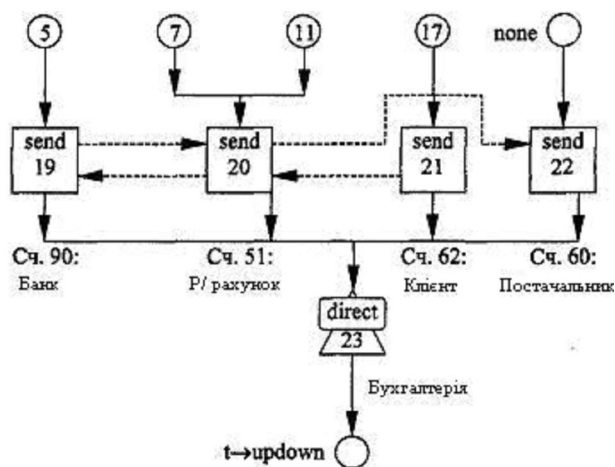 5
7
11
17
none
send
19
send
20
send
21
send
22
Сч. 90:
Банк
Сч. 51:
Р/ рахунок
Сч. 62:
Клієнт
Сч. 60:
Постачальник
direct
23
Бухгалтерія
t→updown